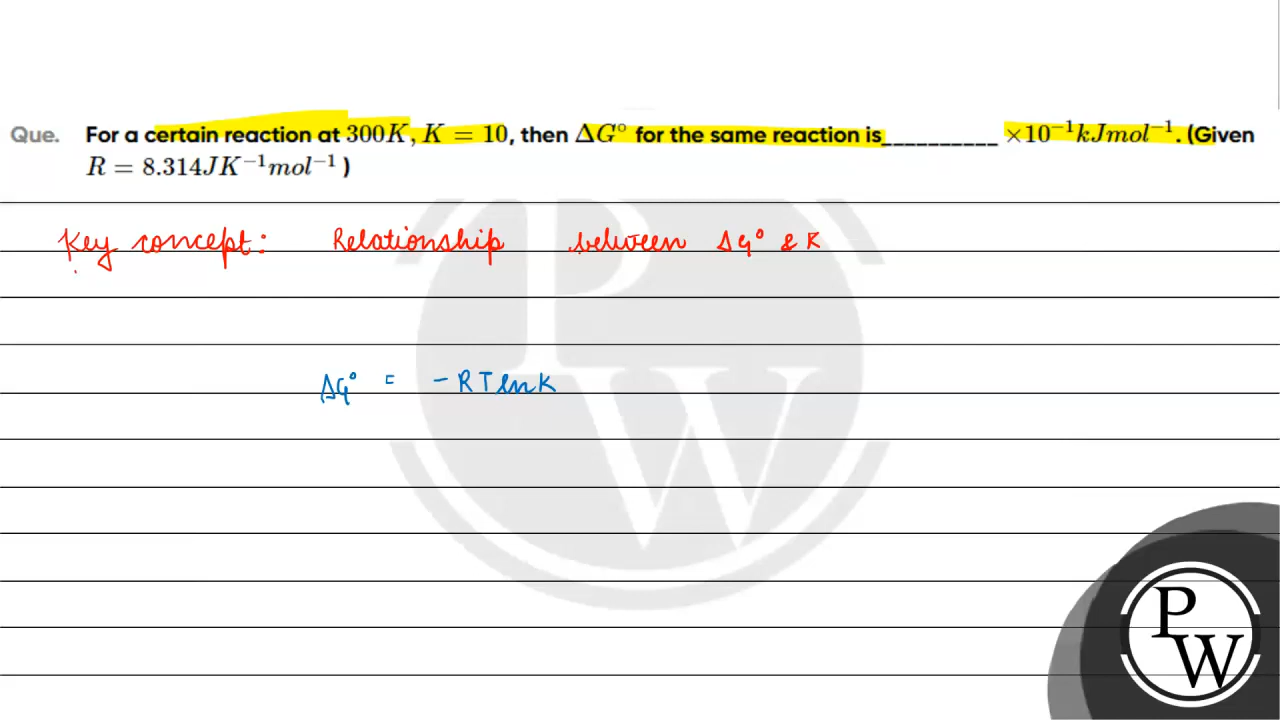 Que. For a certain reaction at 300K, K = 10, then ΔG° for the same reaction is__________ ×10⁻¹kJmol⁻¹. (Given
R = 8.314JK⁻¹mol⁻¹ )
Key concept: Relationship between ΔG° & K
ΔG° = -RTlnK
P
W
P
W